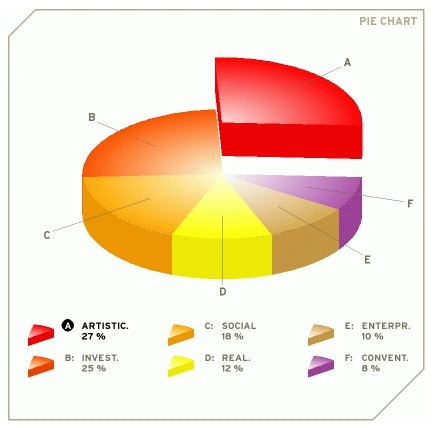 PIE CHART
A
B
F
C
E
D
A ARTISTIC. C: SOCIAL E: ENTERPR.
27 % 18 % 10 %
B: INVEST. D: REAL. F: CONVENT.
25 % 12 % 8 %